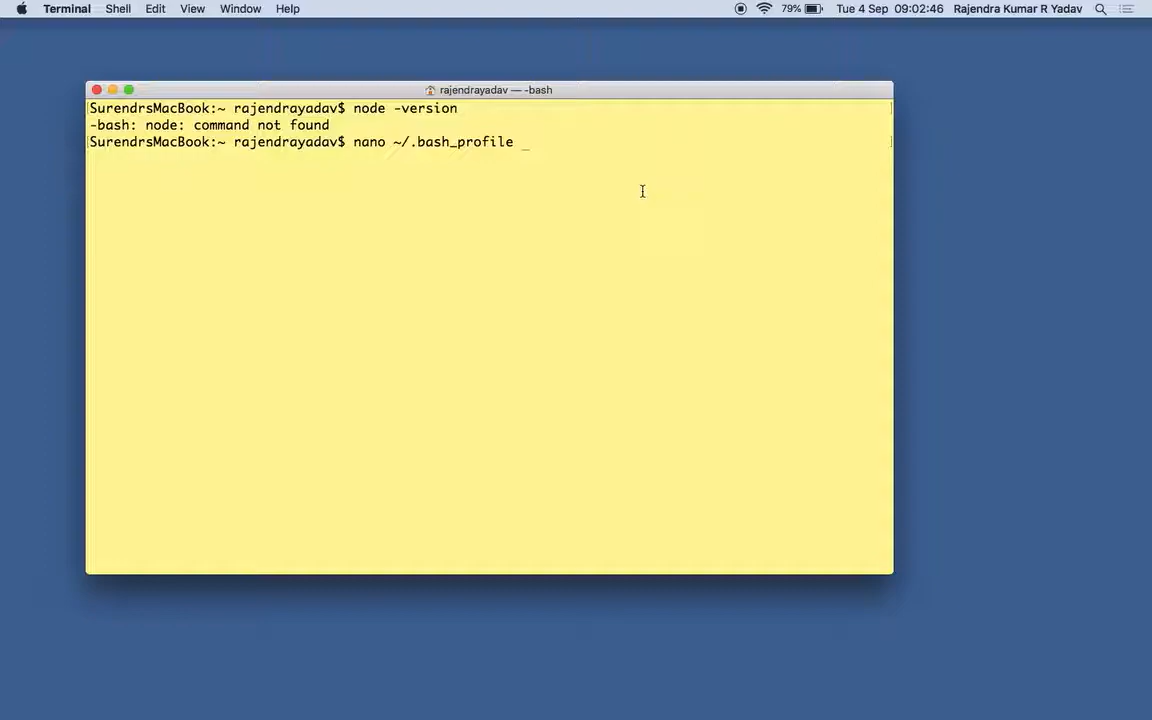 Terminal Shell Edit View Window Help 79% Tue 4 Sep 09:02:46 Rajendra Kumar R Yadav
rajendrayadav — -bash
[SurendrsMacBook:~ rajendrayadav$ node -version
-bash: node: command not found
[SurendrsMacBook:~ rajendrayadav$ nano ~/.bash_profile _